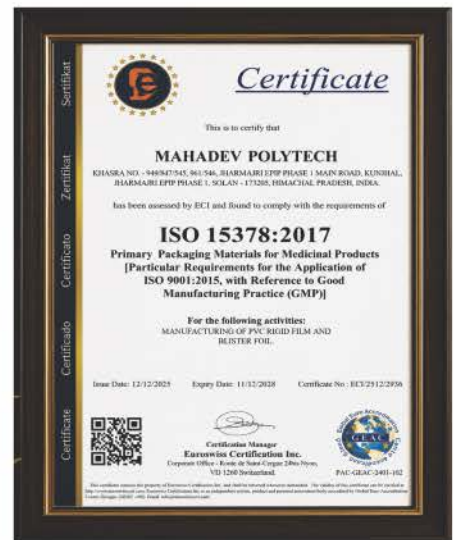 Certificate
This is to certify that
MAHADEV POLYTECH
KHASRA NO. - 949/847/545, 961/546, JHARMAJRI EPIP PHASE 1 MAIN ROAD, KUNJHAL,
JHARMAJRI EPIP PHASE 1, SOLAN - 173205, HIMACHAL PRADESH, INDIA.
has been assessed by ECI and found to comply with the requirements of
ISO 15378:2017
Primary Packaging Materials for Medicinal Products
[Particular Requirements for the Application of
ISO 9001:2015, with Reference to Good
Manufacturing Practice (GMP)]
For the following activities:
MANUFACTURING OF PVC RIGID FILM AND
BLISTER FOIL.
Issue Date: 12/12/2025 Expiry Date: 11/12/2028 Certificate No : ECI/2512/2936
Certification Manager
Euroswiss Certification Inc.
Corporate Office - Route de Saint-Cergue 24bis Nyon,
VD 1260 Switzerland.
GEAC
PAC-GEAC-2401-102
Sertifikat
Zertifikat
Certificato
Certificado
Certificate